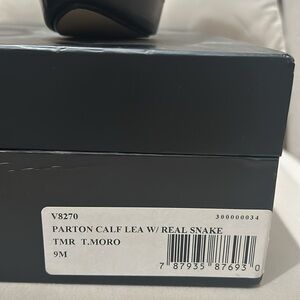 V8270 300000034
PARTON CALF LEA W/ REAL SNAKE
TMR T.MORO
9M
7 87935 87693 0